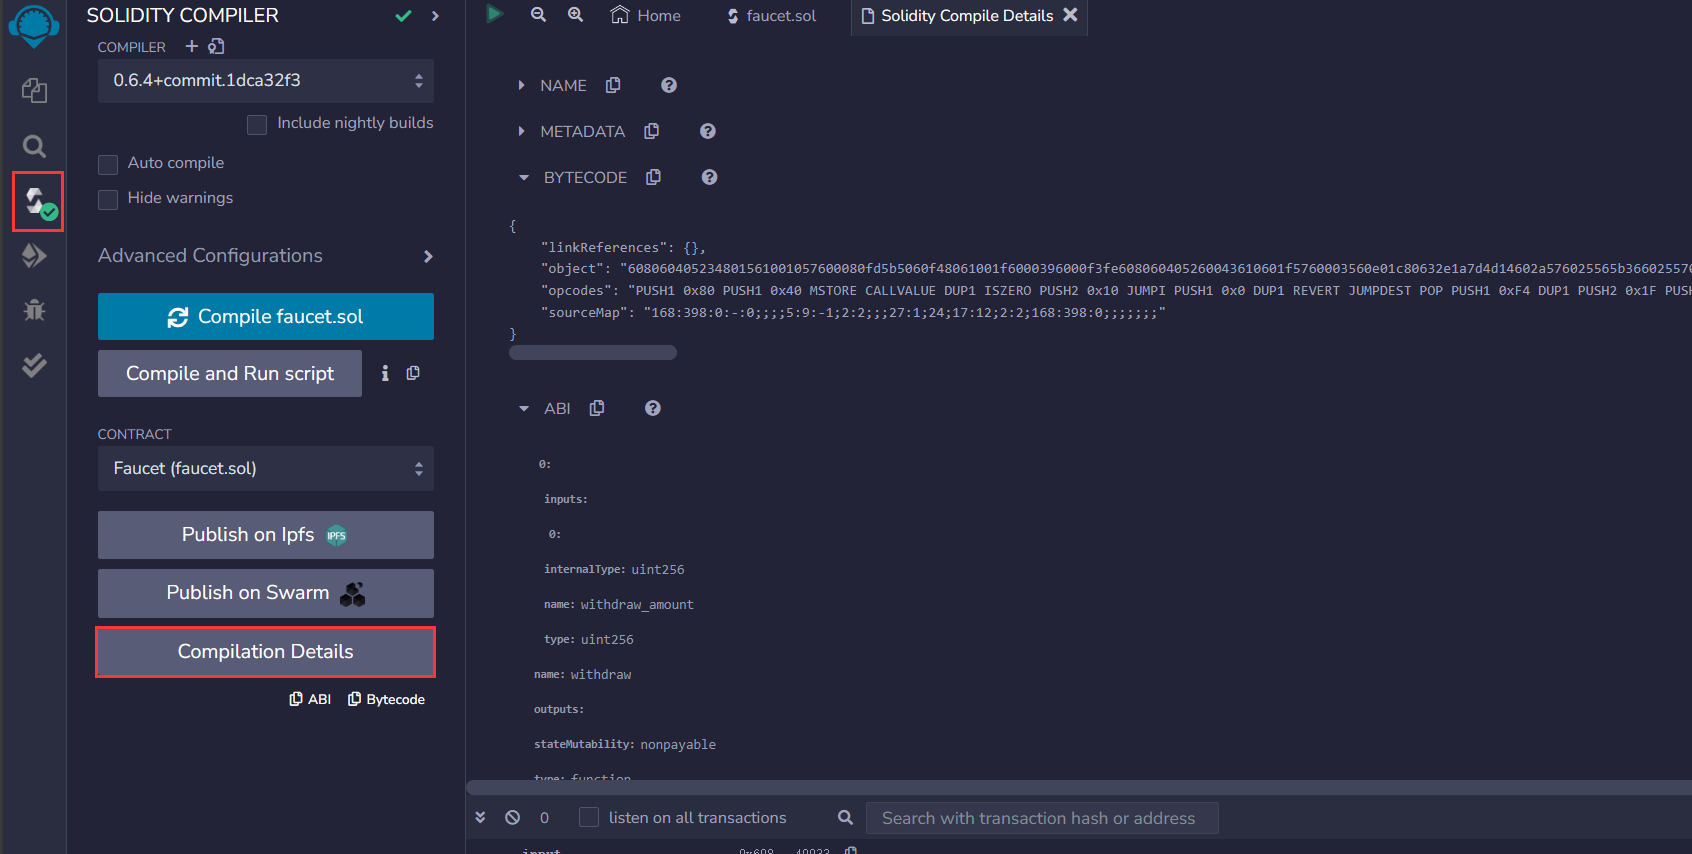 SOLIDITY COMPILER
COMPILER
0.6.4+commit.1dca32f3
Include nightly builds
Auto compile
Hide warnings
Advanced Configurations
Compile faucet.sol
Compile and Run script
CONTRACT
Faucet (faucet.sol)
Publish on Ipfs
IPFS
Publish on Swarm
Compilation Details
ABI Bytecode
Home faucet.sol Solidity Compile Details
NAME
METADATA
BYTECODE
{
"linkReferences": {},
"object": "608060405234801561001057600080fd5b5060f48061001f6000396000f3fe608060405260043610601f5760003560e01c80632e1a7d4d14602a576025565b366025570
"opcodes": "PUSH1 0x80 PUSH1 0x40 MSTORE CALLVALUE DUP1 ISZERO PUSH2 0x10 JUMPI PUSH1 0x0 DUP1 REVERT JUMPDEST POP PUSH1 0xF4 DUP1 PUSH2 0x1F PUSH
"sourceMap": "168:398:0:-:0;;;;5:9:-1;2:2;;;27:1;24;17:12;2:2;168:398:0;;;;;;;"
}
ABI
0:
inputs:
0:
internalType: uint256
name: withdraw_amount
type: uint256
name: withdraw
outputs:
stateMutability: nonpayable
type: function
0 listen on all transactions Search with transaction hash or address
input 0x608...40033